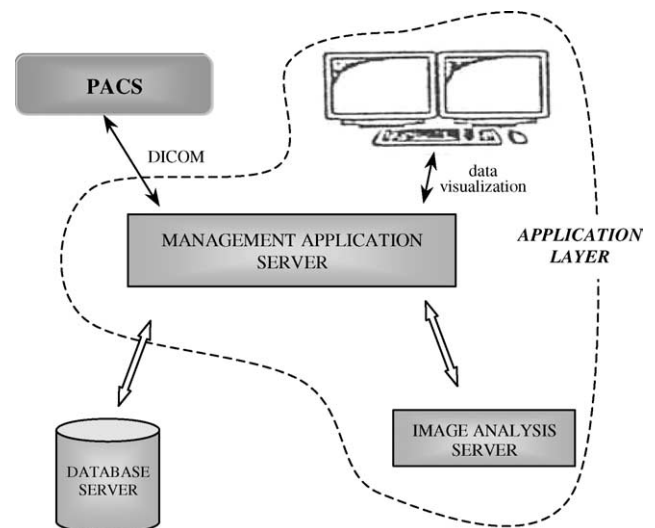 PACS
DICOM
data
visualization
MANAGEMENT APPLICATION
SERVER
APPLICATION
LAYER
DATABASE
SERVER
IMAGE ANALYSIS
SERVER